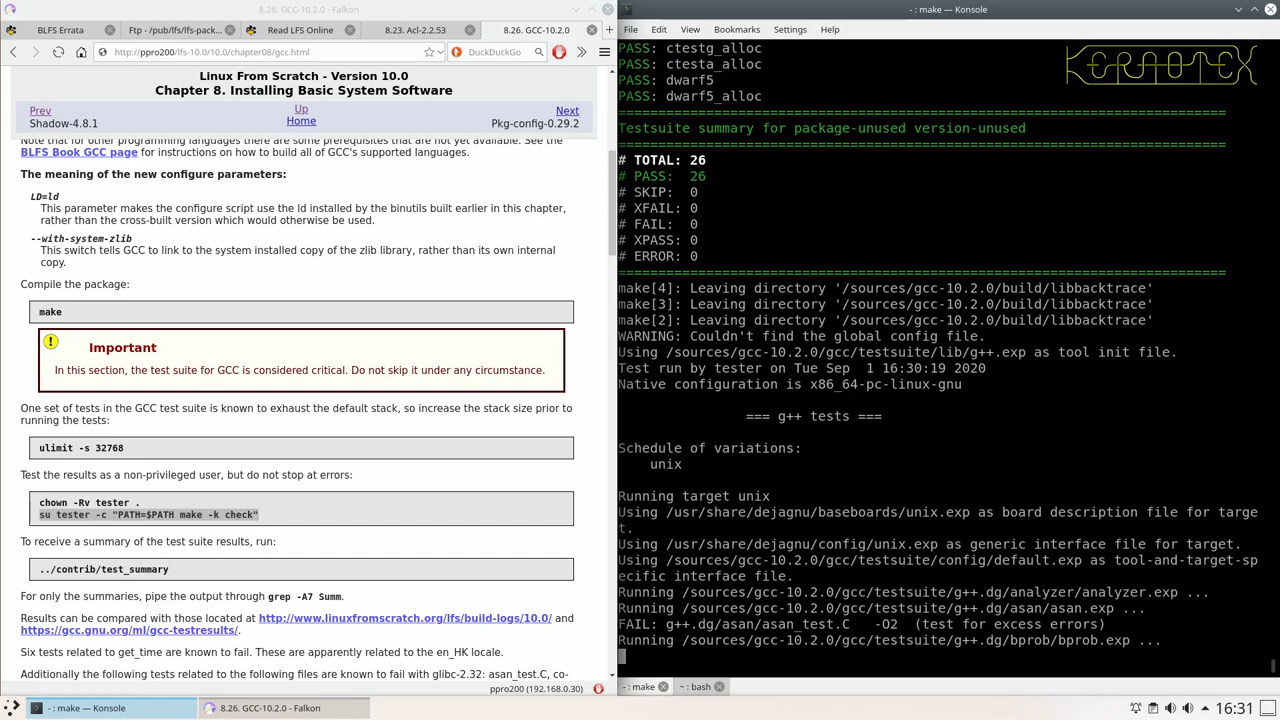 8.26. GCC-10.2.0 - Falkon
BLFS Errata
Ftp - /pub/lfs/lfs-pack...
Read LFS Online
8.23. Acl-2.2.53
8.26. GCC-10.2.0
http://ppro200/lfs-10.0/10.0/chapter08/gcc.html
DuckDuckGo
Linux From Scratch - Version 10.0
Chapter 8. Installing Basic System Software
Prev
Up
Next
Shadow-4.8.1
Home
Pkg-config-0.29.2
Note that for other programming languages there are some prerequisites that are not yet available. See the
BLFS Book GCC page for instructions on how to build all of GCC's supported languages.
The meaning of the new configure parameters:
LD=ld
This parameter makes the configure script use the ld installed by the binutils built earlier in this chapter,
rather than the cross-built version which would otherwise be used.
--with-system-zlib
This switch tells GCC to link to the system installed copy of the zlib library, rather than its own internal
copy.
Compile the package:
make
Important
In this section, the test suite for GCC is considered critical. Do not skip it under any circumstance.
One set of tests in the GCC test suite is known to exhaust the default stack, so increase the stack size prior to
running the tests:
ulimit -s 32768
Test the results as a non-privileged user, but do not stop at errors:
chown -Rv tester .
su tester -c "PATH=$PATH make -k check"
To receive a summary of the test suite results, run:
../contrib/test_summary
For only the summaries, pipe the output through grep -A7 Summ.
Results can be compared with those located at http://www.linuxfromscratch.org/lfs/build-logs/10.0/ and
https://gcc.gnu.org/ml/gcc-testresults/.
Six tests related to get_time are known to fail. These are apparently related to the en_HK locale.
Additionally the following tests related to the following files are known to fail with glibc-2.32: asan_test.C, co-
ppro200 (192.168.0.30)
- : make — Konsole
File Edit View Bookmarks Settings Help
KERAOTEX
PASS: ctestg_alloc
PASS: ctesta_alloc
PASS: dwarf5
PASS: dwarf5_alloc
============================================================================
Testsuite summary for package-unused version-unused
============================================================================
# TOTAL: 26
# PASS:  26
# SKIP:  0
# XFAIL: 0
# FAIL:  0
# XPASS: 0
# ERROR: 0
============================================================================
make[4]: Leaving directory '/sources/gcc-10.2.0/build/libbacktrace'
make[3]: Leaving directory '/sources/gcc-10.2.0/build/libbacktrace'
make[2]: Leaving directory '/sources/gcc-10.2.0/build/libbacktrace'
WARNING: Couldn't find the global config file.
Using /sources/gcc-10.2.0/gcc/testsuite/lib/g++.exp as tool init file.
Test run by tester on Tue Sep  1 16:30:19 2020
Native configuration is x86_64-pc-linux-gnu
=== g++ tests ===
Schedule of variations:
unix
Running target unix
Using /usr/share/dejagnu/baseboards/unix.exp as board description file for targe
t.
Using /usr/share/dejagnu/config/unix.exp as generic interface file for target.
Using /sources/gcc-10.2.0/gcc/testsuite/config/default.exp as tool-and-target-sp
ecific interface file.
Running /sources/gcc-10.2.0/gcc/testsuite/g++.dg/analyzer/analyzer.exp ...
Running /sources/gcc-10.2.0/gcc/testsuite/g++.dg/asan/asan.exp ...
FAIL: g++.dg/asan/asan_test.C   -O2  (test for excess errors)
Running /sources/gcc-10.2.0/gcc/testsuite/g++.dg/bprob/bprob.exp ...
- : make
~ : bash
- : make — Konsole
8.26. GCC-10.2.0 - Falkon
16:31